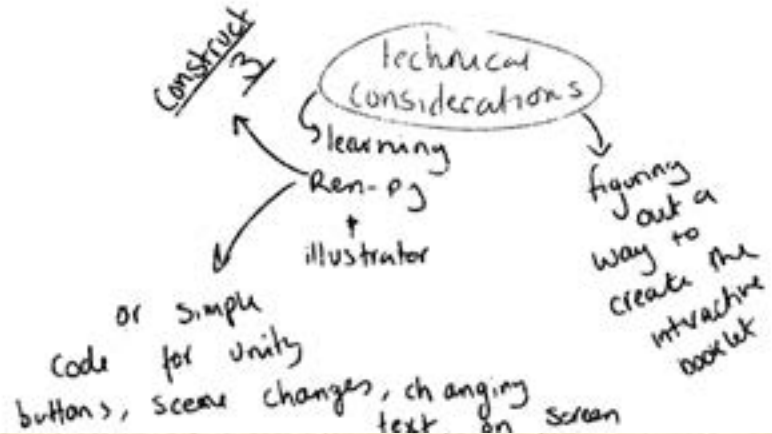 Construct
3
technical
considerations
learning
Ren-py
+
illustrator
figuring
out a
way to
create the
interactive
booklet
or simple
code for unity
buttons, scene changes, changing
text on screen